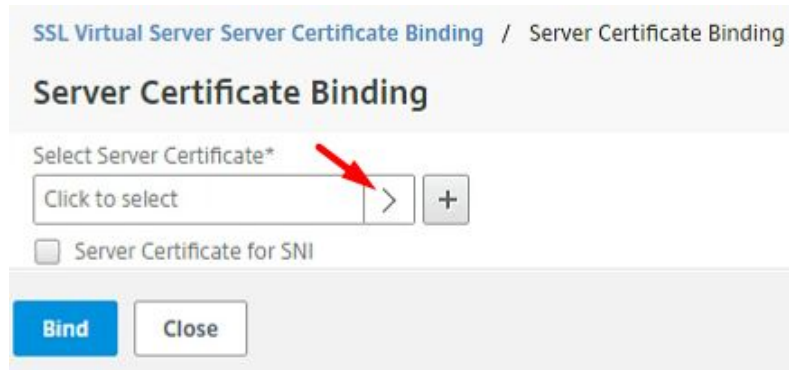 SSL Virtual Server Server Certificate Binding / Server Certificate Binding
Server Certificate Binding
Select Server Certificate*
Click to select > +
Server Certificate for SNI
Bind Close